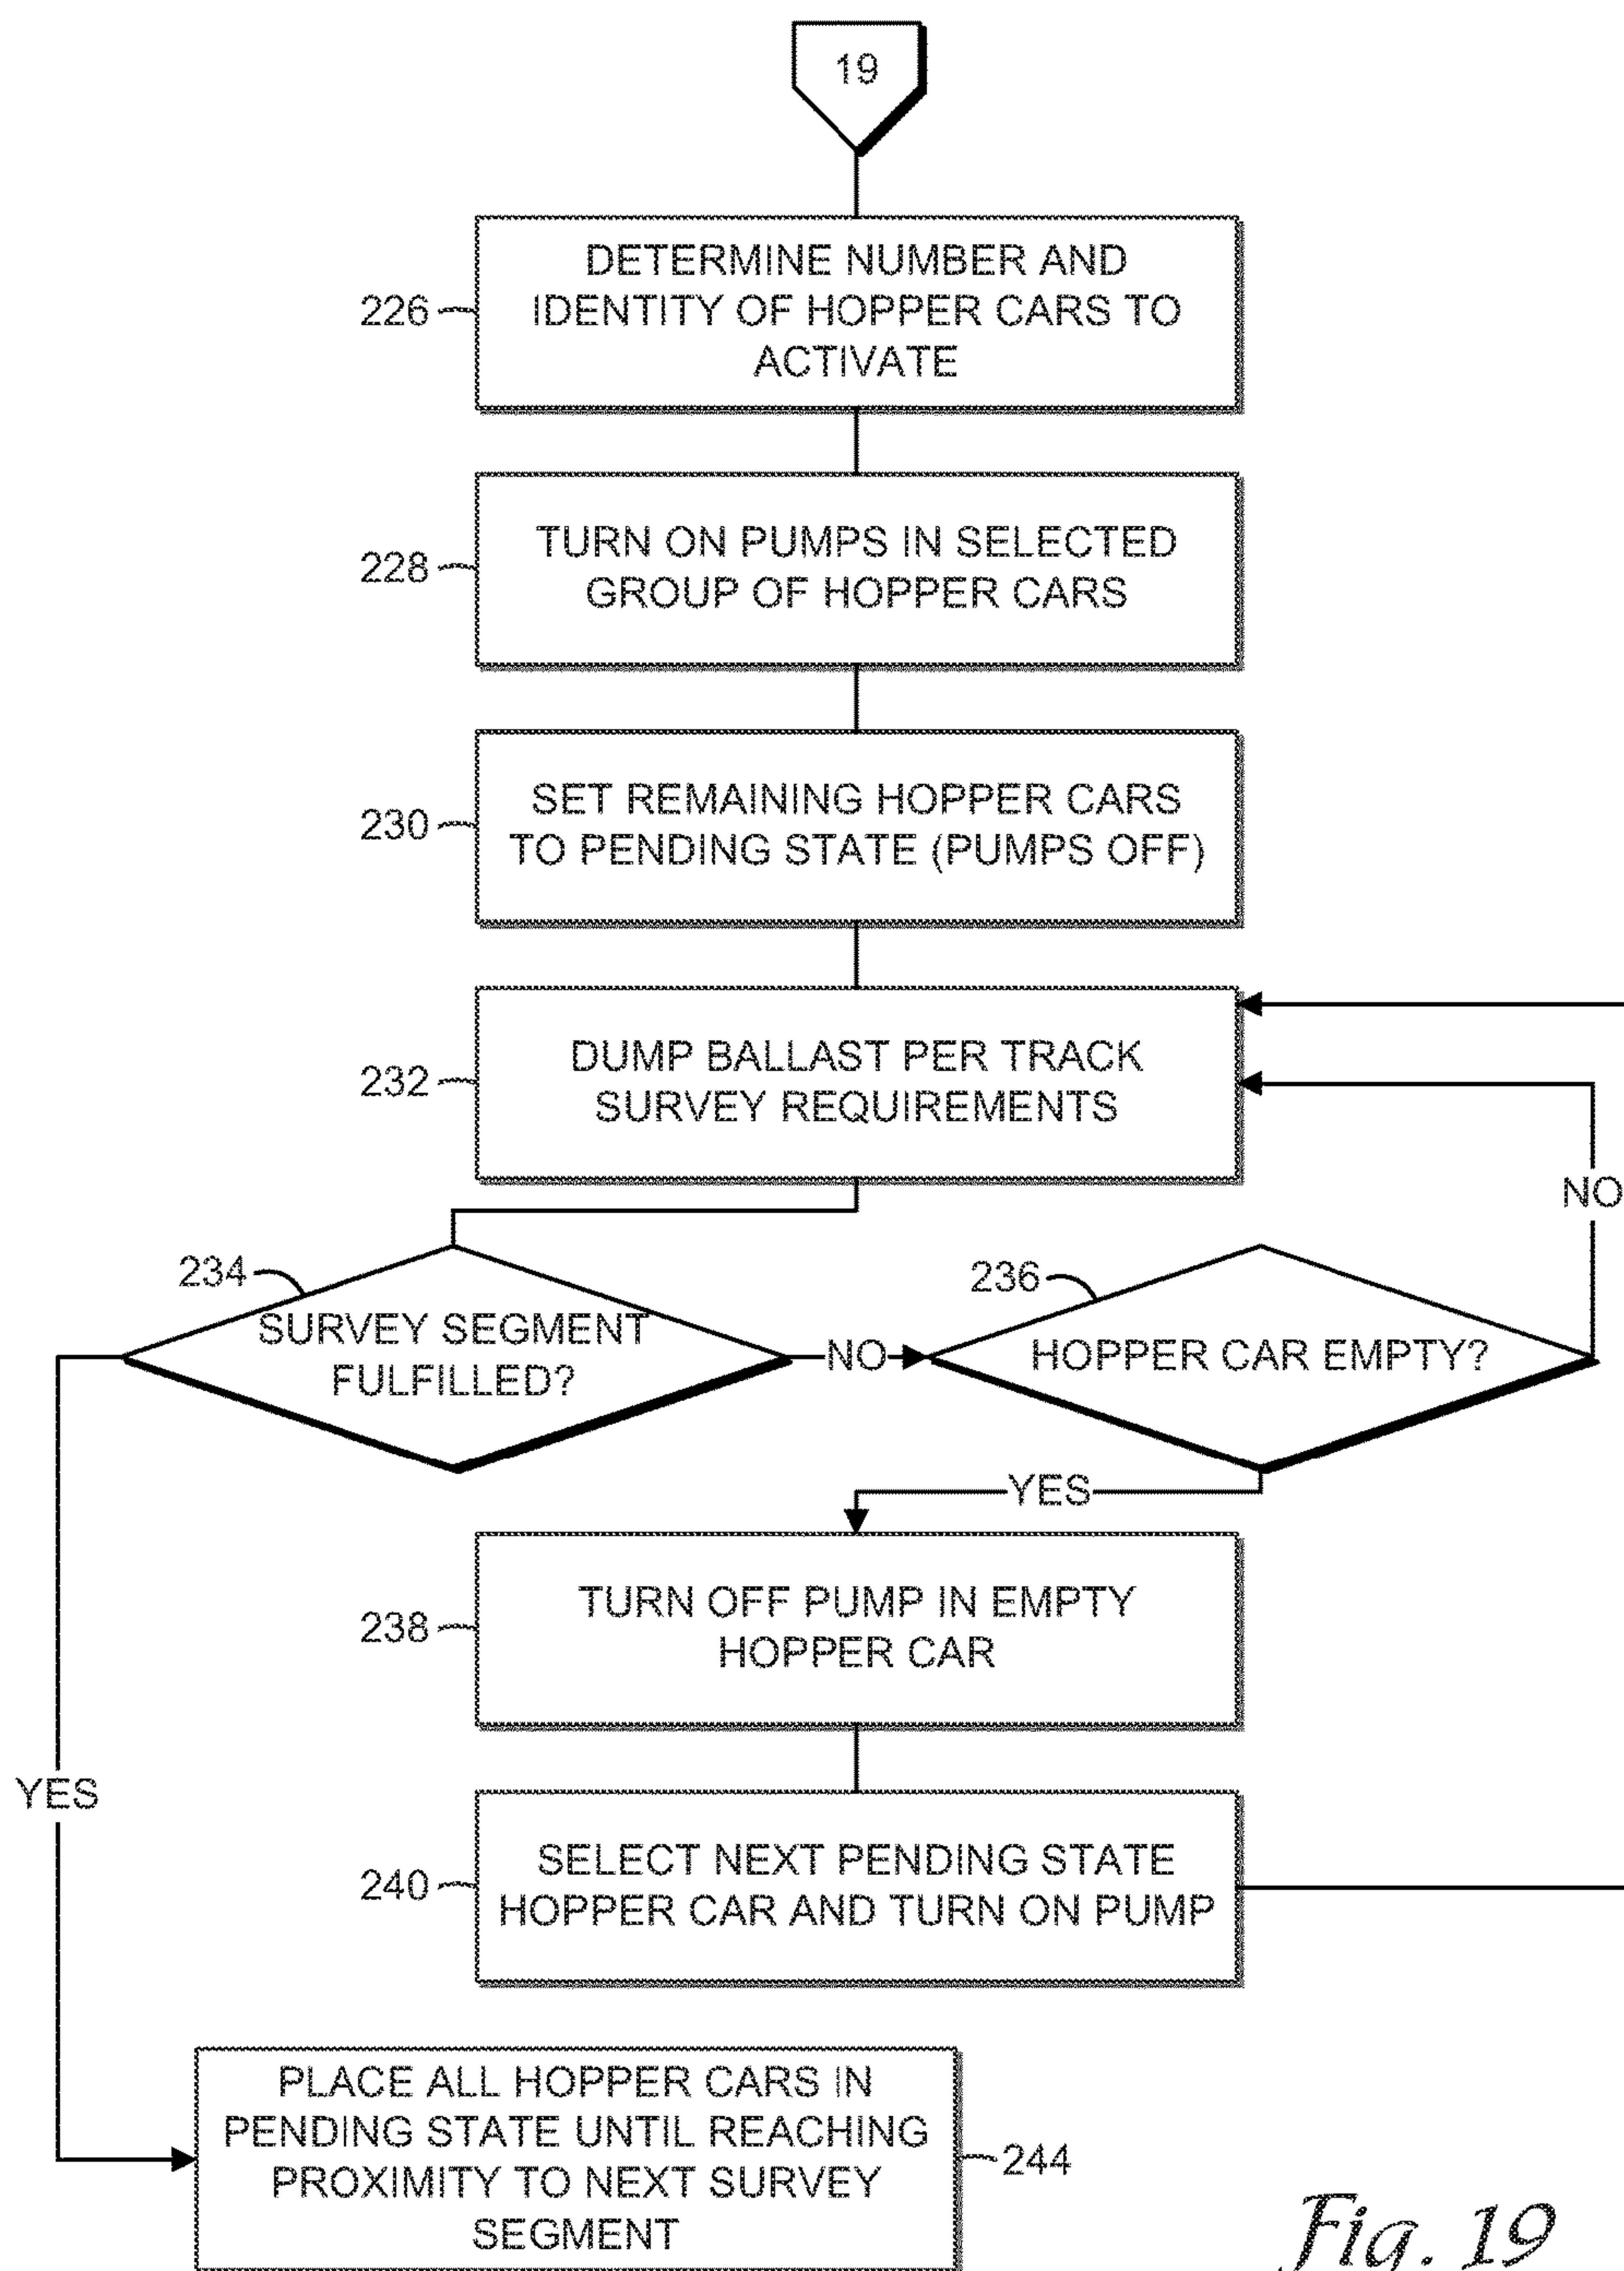 19
DETERMINE NUMBER AND
IDENTITY OF HOPPER CARS TO
ACTIVATE
226
TURN ON PUMPS IN SELECTED
GROUP OF HOPPER CARS
228
SET REMAINING HOPPER CARS
TO PENDING STATE (PUMPS OFF)
230
DUMP BALLAST PER TRACK
SURVEY REQUIREMENTS
232
NO
234
SURVEY SEGMENT
FULFILLED?
NO
236
HOPPER CAR EMPTY?
YES
TURN OFF PUMP IN EMPTY
HOPPER CAR
238
YES
SELECT NEXT PENDING STATE
HOPPER CAR AND TURN ON PUMP
240
PLACE ALL HOPPER CARS IN
PENDING STATE UNTIL REACHING
PROXIMITY TO NEXT SURVEY
SEGMENT
244
Fig. 19